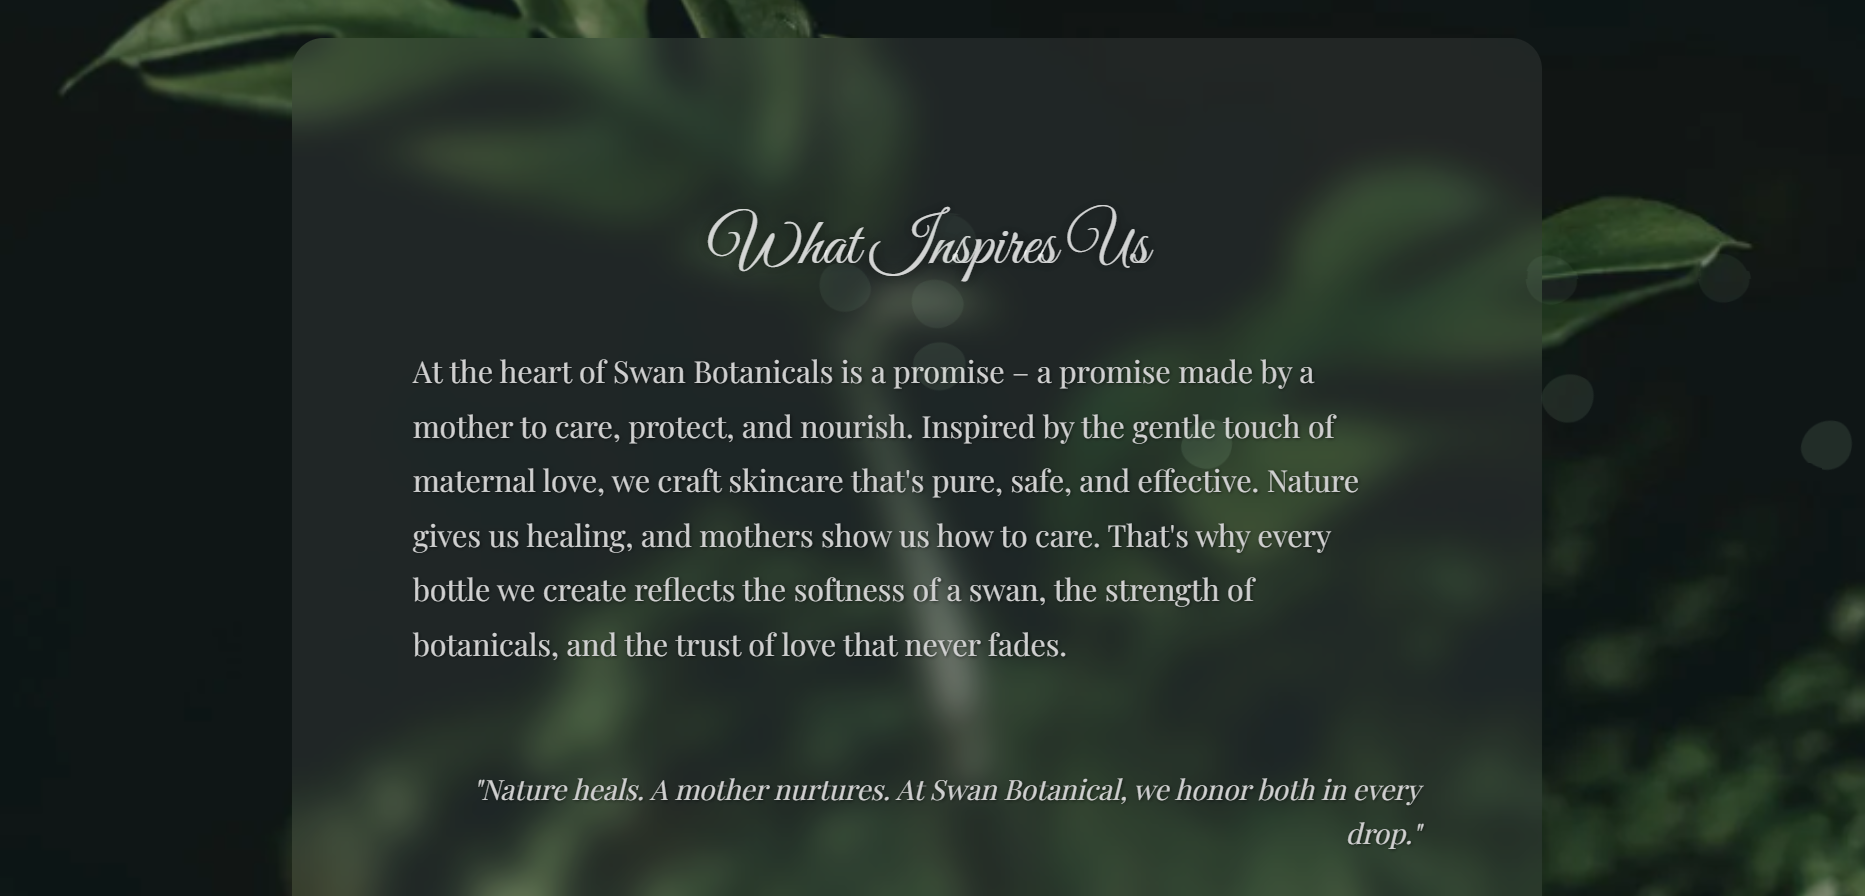 What Inspires Us
At the heart of Swan Botanicals is a promise – a promise made by a
mother to care, protect, and nourish. Inspired by the gentle touch of
maternal love, we craft skincare that's pure, safe, and effective. Nature
gives us healing, and mothers show us how to care. That's why every
bottle we create reflects the softness of a swan, the strength of
botanicals, and the trust of love that never fades.
"Nature heals. A mother nurtures. At Swan Botanical, we honor both in every
drop."